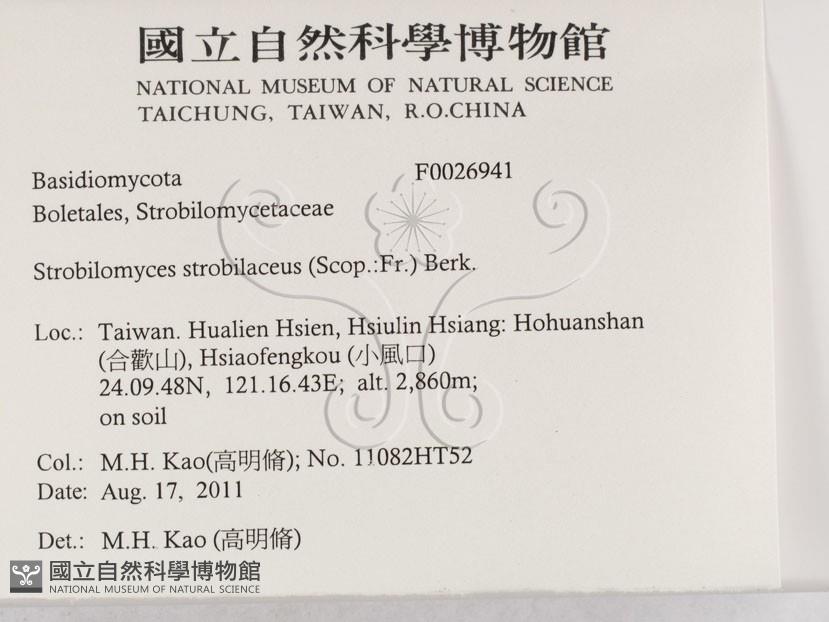 國立自然科學博物館
NATIONAL MUSEUM OF NATURAL SCIENCE
TAICHUNG, TAIWAN, R.O.CHINA
Basidiomycota F0026941
Boletales, Strobilomycetaceae
Strobilomyces strobilaceus (Scop.:Fr.) Berk.
Loc.: Taiwan. Hualien Hsien, Hsiulin Hsiang: Hohuanshan
(合歡山), Hsiaofengkou (小風口)
24.09.48N, 121.16.43E; alt. 2,860m;
on soil
Col.: M.H. Kao(高明脩); No. 11082HT52
Date: Aug. 17, 2011
Det.: M.H. Kao (高明脩)
國立自然科學博物館
NATIONAL MUSEUM OF NATURAL SCIENCE